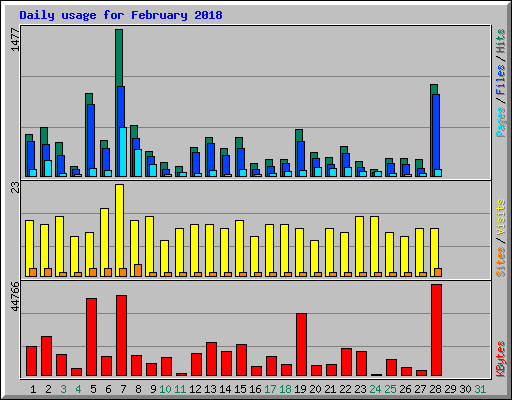 Daily usage for February 2018
1477
Pages / Files / Hits
23
Sites / Visits
44766
KBytes
1 2 3 4 5 6 7 8 9 10 11 12 13 14 15 16 17 18 19 20 21 22 23 24 25 26 27 28 29 30 31